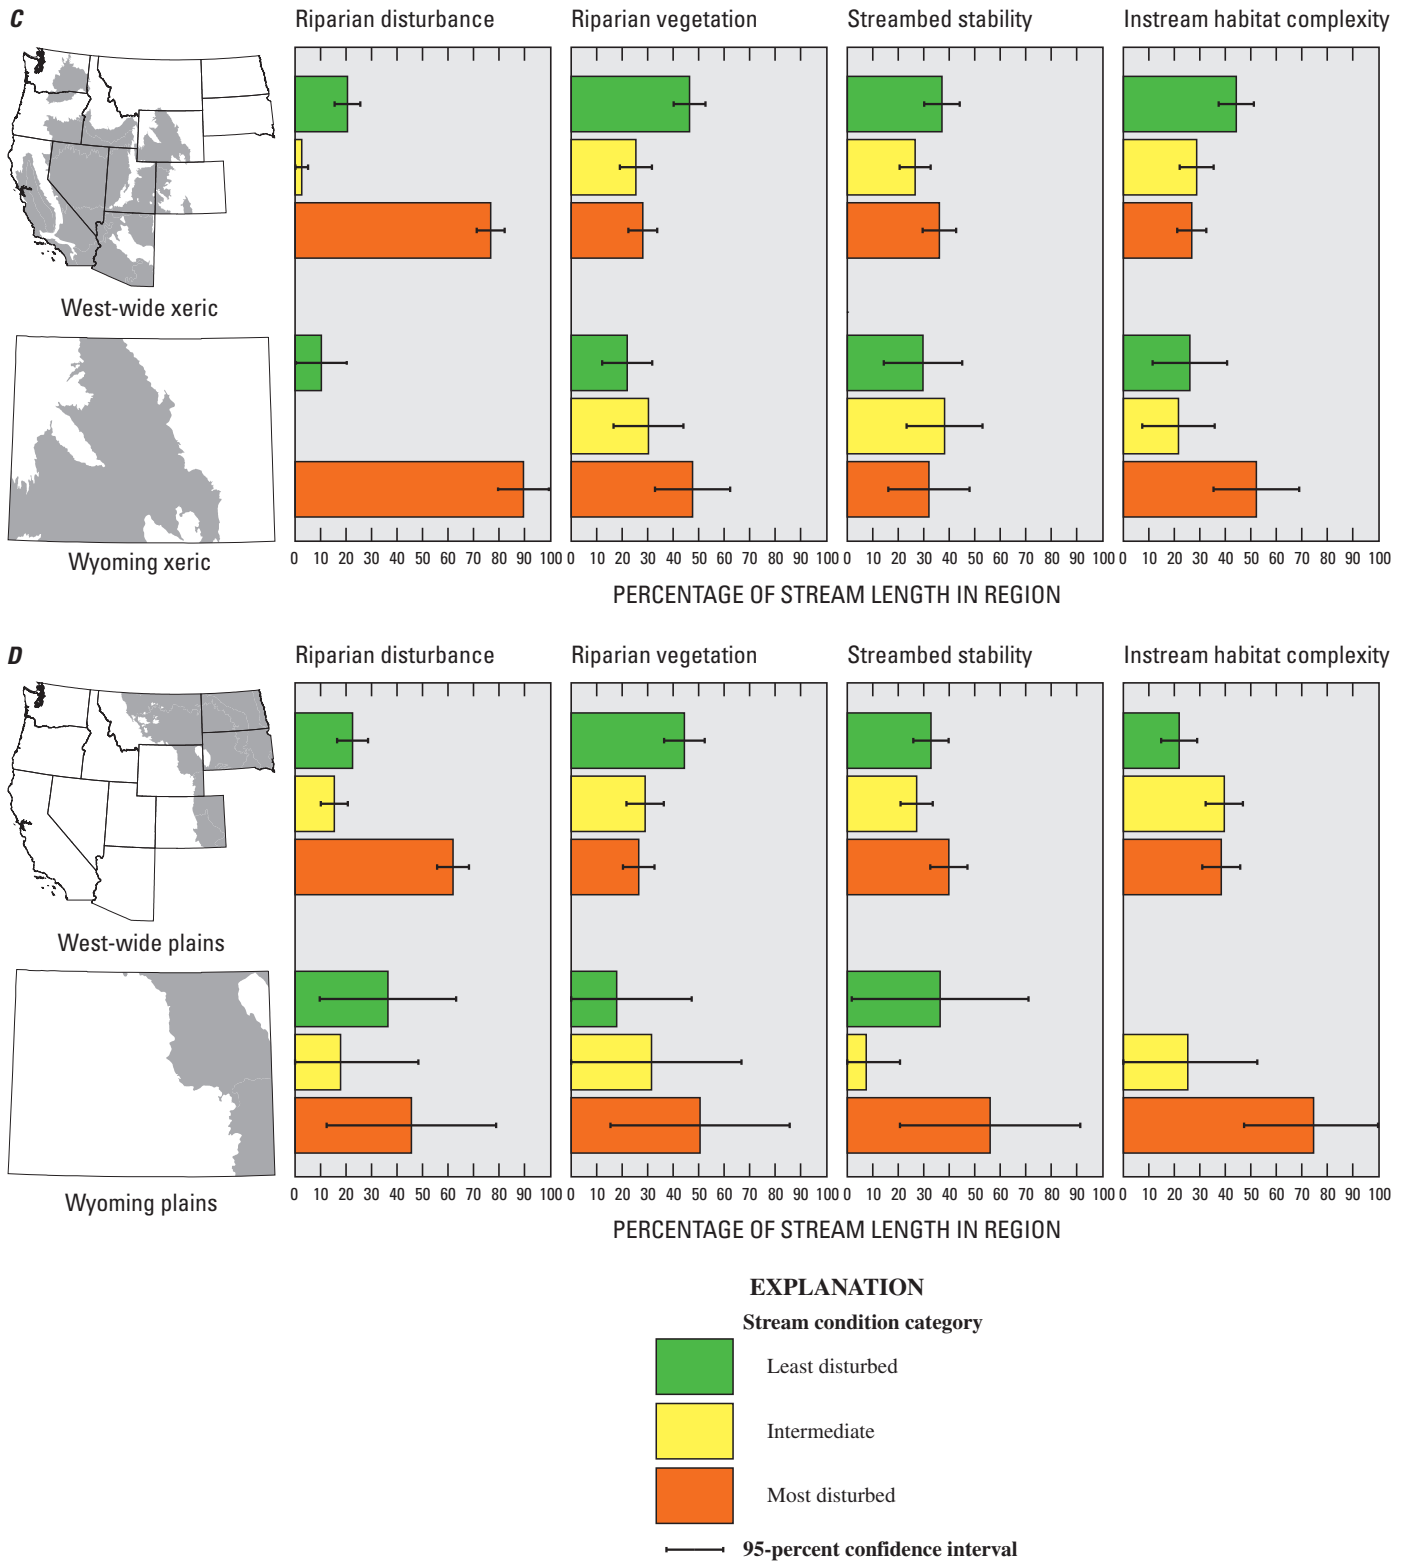 C
Riparian disturbance
Riparian vegetation
Streambed stability
Instream habitat complexity
West-wide xeric
Wyoming xeric
0 10 20 30 40 50 60 70 80 90 100
0 10 20 30 40 50 60 70 80 90 100
0 10 20 30 40 50 60 70 80 90 100
0 10 20 30 40 50 60 70 80 90 100
PERCENTAGE OF STREAM LENGTH IN REGION
D
Riparian disturbance
Riparian vegetation
Streambed stability
Instream habitat complexity
West-wide plains
Wyoming plains
0 10 20 30 40 50 60 70 80 90 100
0 10 20 30 40 50 60 70 80 90 100
0 10 20 30 40 50 60 70 80 90 100
0 10 20 30 40 50 60 70 80 90 100
PERCENTAGE OF STREAM LENGTH IN REGION
EXPLANATION
Stream condition category
Least disturbed
Intermediate
Most disturbed
95-percent confidence interval